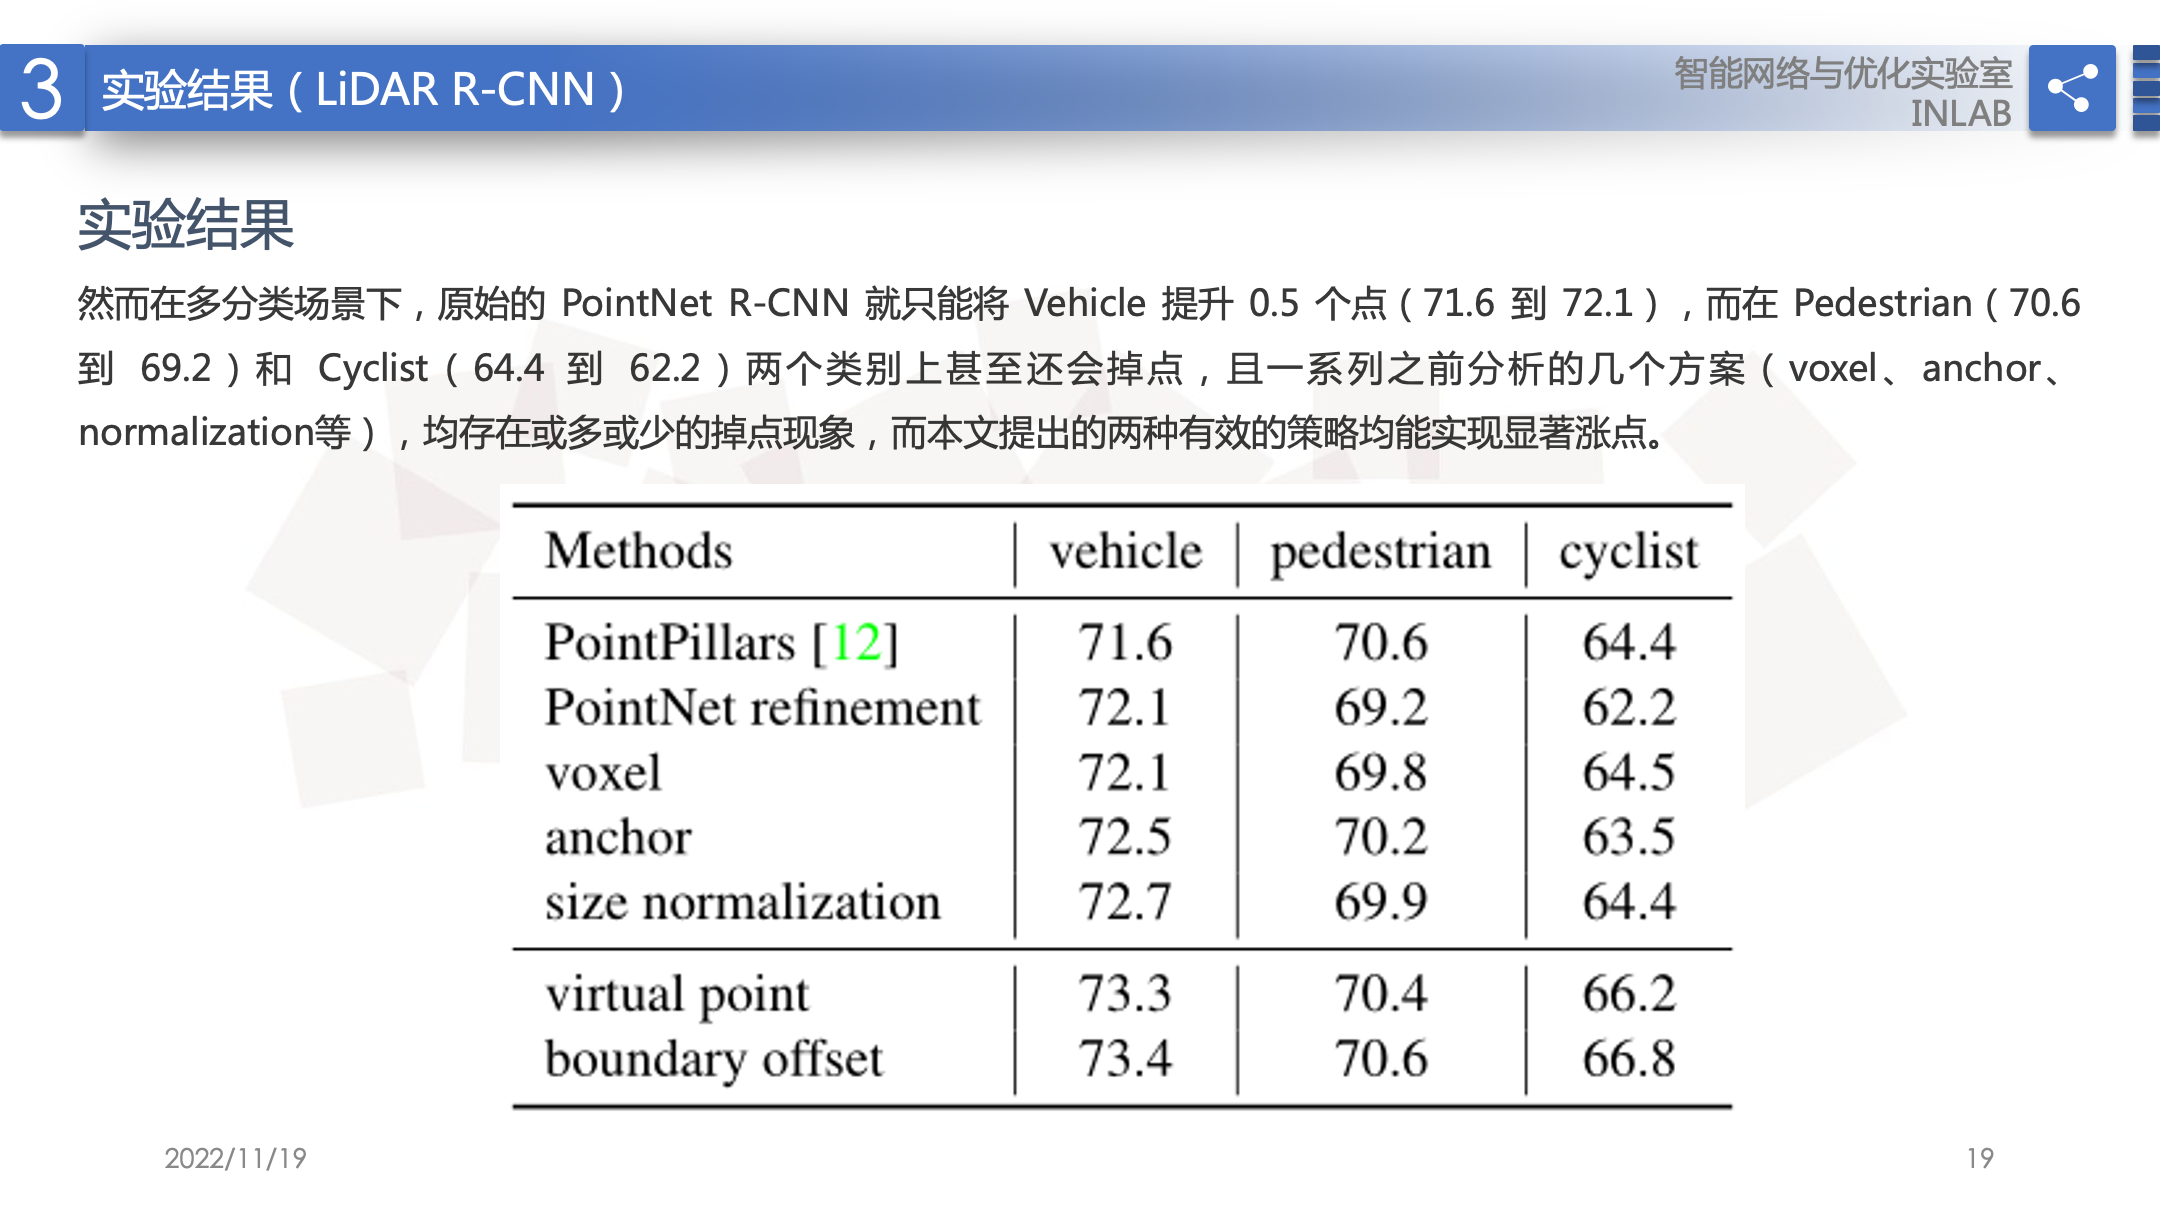 3
实验结果（LiDAR R-CNN）
智能网络与优化实验室
INLAB
实验结果
然而在多分类场景下，原始的 PointNet R-CNN 就只能将 Vehicle 提升 0.5 个点（71.6 到 72.1），而在 Pedestrian（70.6
到 69.2）和 Cyclist（64.4 到 62.2）两个类别上甚至还会掉点，且一系列之前分析的几个方案（voxel、anchor、
normalization等），均存在或多或少的掉点现象，而本文提出的两种有效的策略均能实现显著涨点。
Methods vehicle pedestrian cyclist
PointPillars [12] 71.6 70.6 64.4
PointNet refinement 72.1 69.2 62.2
voxel 72.1 69.8 64.5
anchor 72.5 70.2 63.5
size normalization 72.7 69.9 64.4
virtual point 73.3 70.4 66.2
boundary offset 73.4 70.6 66.8
2022/11/19
19